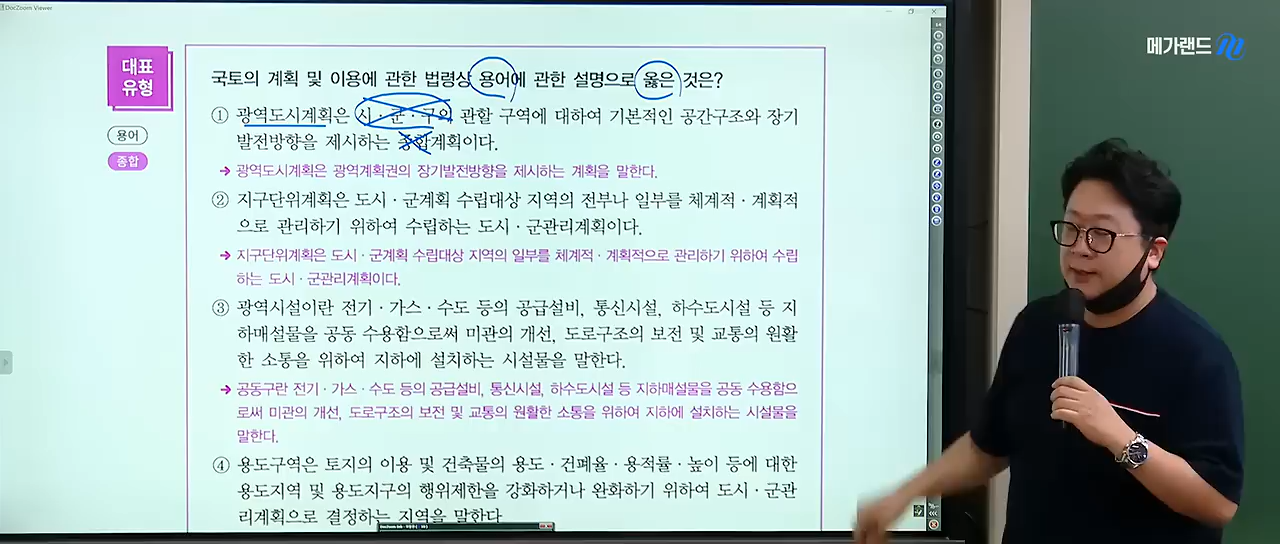 DocZoom Viewer
메가랜드
대표
유형
용어
종합
국토의 계획 및 이용에 관한 법령상 용어에 관한 설명으로 옳은 것은?
① 광역도시계획은 시·군·구의 관할 구역에 대하여 기본적인 공간구조와 장기
발전방향을 제시하는 종합계획이다.
→ 광역도시계획은 광역계획권의 장기발전방향을 제시하는 계획을 말한다.
② 지구단위계획은 도시·군계획 수립대상 지역의 전부나 일부를 체계적·계획적
으로 관리하기 위하여 수립하는 도시·군관리계획이다.
→ 지구단위계획은 도시·군계획 수립대상 지역의 일부를 체계적·계획적으로 관리하기 위하여 수립
하는 도시·군관리계획이다.
③ 광역시설이란 전기·가스·수도 등의 공급설비, 통신시설, 하수도시설 등 지
하매설물을 공동 수용함으로써 미관의 개선, 도로구조의 보전 및 교통의 원활
한 소통을 위하여 지하에 설치하는 시설물을 말한다.
→ 공동구란 전기·가스·수도 등의 공급설비, 통신시설, 하수도시설 등 지하매설물을 공동 수용함으
로써 미관의 개선, 도로구조의 보전 및 교통의 원활한 소통을 위하여 지하에 설치하는 시설물을
말한다.
④ 용도구역은 토지의 이용 및 건축물의 용도·건폐율·용적률·높이 등에 대한
용도지역 및 용도지구의 행위제한을 강화하거나 완화하기 위하여 도시·군관
리계획으로 결정하는 지역을 말한다